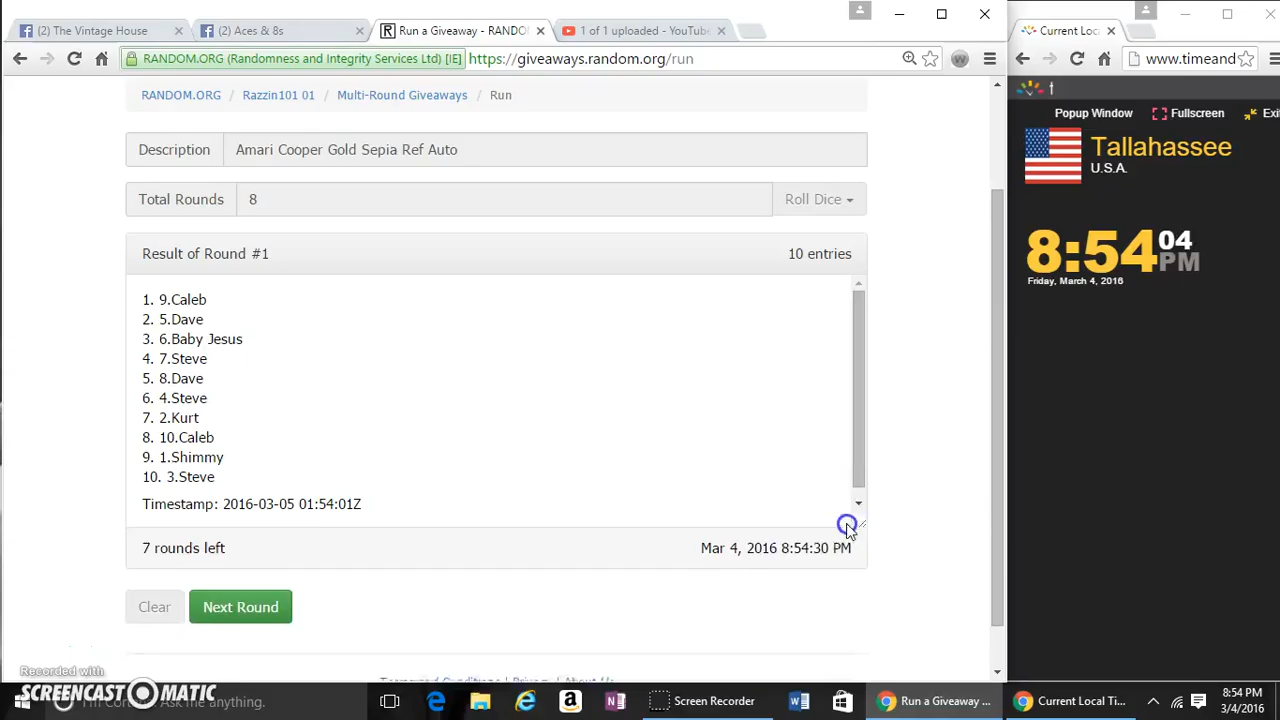 (2) The Vintage House
(2) Aces & 8s
Run a Giveaway - RANDO
1 of 1 uploaded - YouTube
Current Loca
RANDOM.ORG (Randomness and Integrity Services Ltd) [IE]
https://giveaways.random.org/run
www.timeand
RANDOM.ORG / Razzin101 01 / Multi-Round Giveaways / Run
Popup Window
Fullscreen
Exi
Description
Amari Cooper Gold Sepia Ref Auto
Tallahassee
U.S.A.
Total Rounds
8
Roll Dice
8:54 04 PM
Friday, March 4, 2016
Result of Round #1
10 entries
1. 9.Caleb
2. 5.Dave
3. 6.Baby Jesus
4. 7.Steve
5. 8.Dave
6. 4.Steve
7. 2.Kurt
8. 10.Caleb
9. 1.Shimmy
10. 3.Steve
Timestamp: 2016-03-05 01:54:01Z
7 rounds left
Mar 4, 2016 8:54:30 PM
Clear
Next Round
Recorded with
SCREENCAST-O-MATIC
Ask me anything.
Screen Recorder
Run a Giveaway ...
Current Local Ti...
8:54 PM
3/4/2016